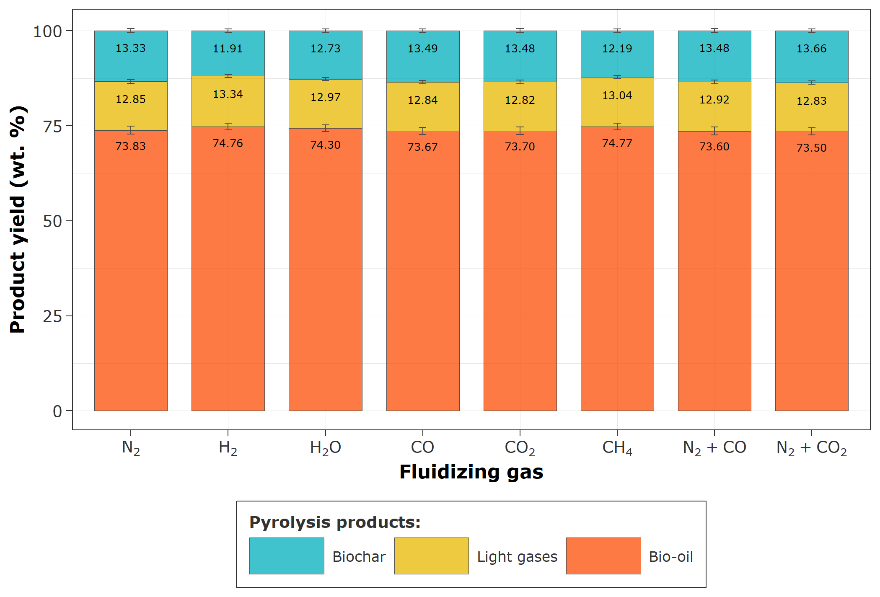 Product yield (wt. %)
100
75
50
25
0
13.33 11.91 12.73 13.49 13.48 12.19 13.48 13.66
12.85 13.34 12.97 12.84 12.82 13.04 12.92 12.83
73.83 74.76 74.30 73.67 73.70 74.77 73.60 73.50
N₂ H₂ H₂O CO CO₂ CH₄ N₂ + CO N₂ + CO₂
Fluidizing gas
Pyrolysis products:
Biochar Light gases Bio-oil